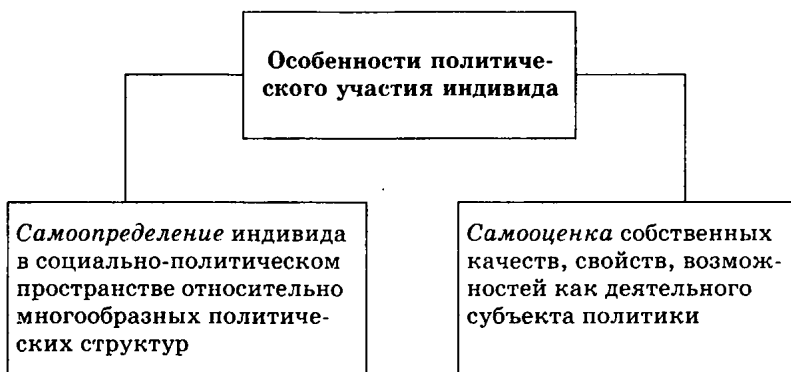 Особенности политиче-
ского участия индивида
Самоопределение индивида
в социально-политическом
пространстве относительно
многообразных политиче-
ских структур
Самооценка собственных
качеств, свойств, возмож-
ностей как деятельного
субъекта политики